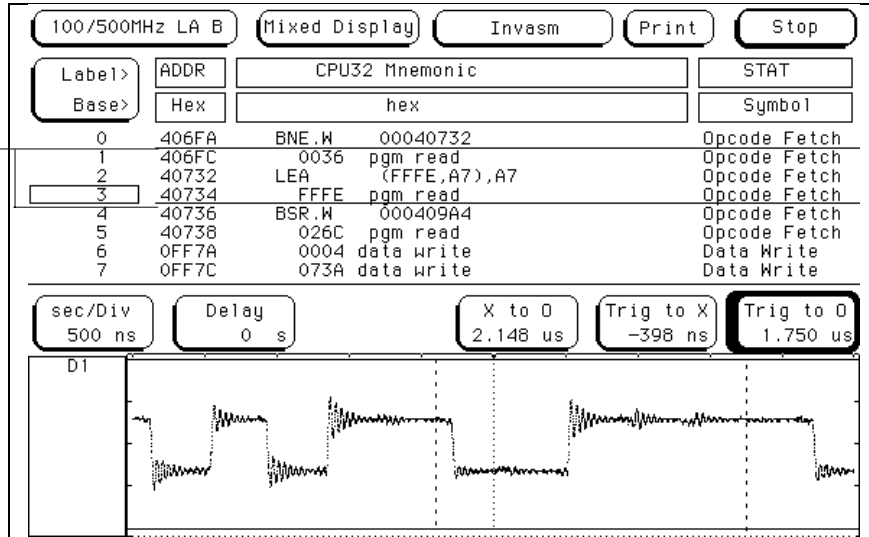 100/500MHz LA B Mixed Display Invasm Print Stop
Label> ADDR CPU32 Mnemonic STAT
Base> Hex hex Symbol
0 406FA BNE.W 00040732 Opcode Fetch
1 406FC 0036 pgm read Opcode Fetch
2 40732 LEA (FFFE,A7),A7 Opcode Fetch
3 40734 FFFE pgm read Opcode Fetch
4 40736 BSR.W 000409A4 Opcode Fetch
5 40738 026C pgm read Opcode Fetch
6 0FF7A 0004 data write Data Write
7 0FF7C 073A data write Data Write
sec/Div Delay X to O Trig to X Trig to O
500 ns 0 s 2.148 us -398 ns 1.750 us
D1